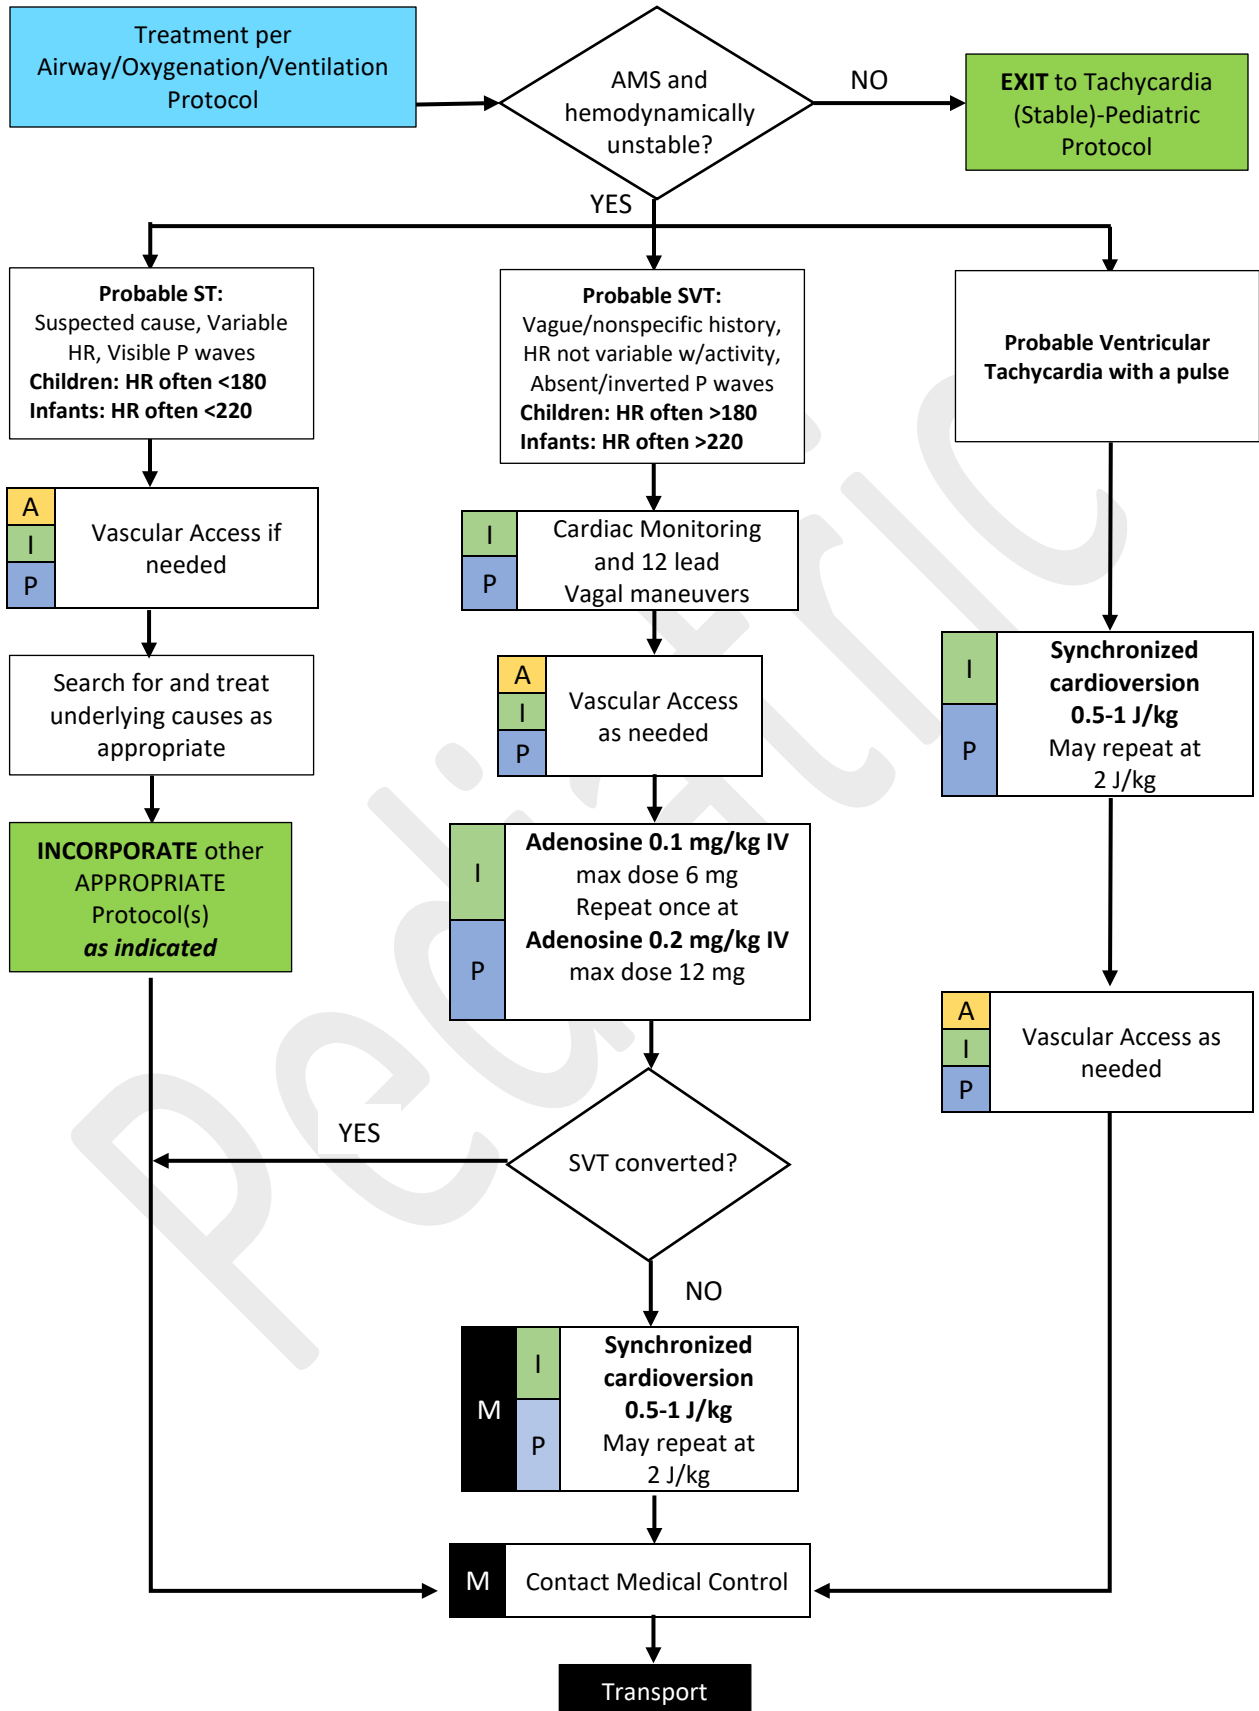 Treatment per
Airway/Oxygenation/Ventilation
Protocol
AMS and
hemodynamically
unstable?
NO
EXIT to Tachycardia
(Stable)-Pediatric
Protocol
YES
Probable ST:
Suspected cause, Variable
HR, Visible P waves
Children: HR often <180
Infants: HR often <220
Probable SVT:
Vague/nonspecific history,
HR not variable w/activity,
Absent/inverted P waves
Children: HR often >180
Infants: HR often >220
Probable Ventricular
Tachycardia with a pulse
A
I
P
Vascular Access if
needed
I
P
Cardiac Monitoring
and 12 lead
Vagal maneuvers
I
P
Synchronized
cardioversion
0.5-1 J/kg
May repeat at
2 J/kg
Search for and treat
underlying causes as
appropriate
A
I
P
Vascular Access
as needed
INCORPORATE other
APPROPRIATE
Protocol(s)
as indicated
I
P
Adenosine 0.1 mg/kg IV
max dose 6 mg
Repeat once at
Adenosine 0.2 mg/kg IV
max dose 12 mg
A
I
P
Vascular Access as
needed
YES
SVT converted?
NO
M
I
P
Synchronized
cardioversion
0.5-1 J/kg
May repeat at
2 J/kg
M
Contact Medical Control
Transport
Pediatric